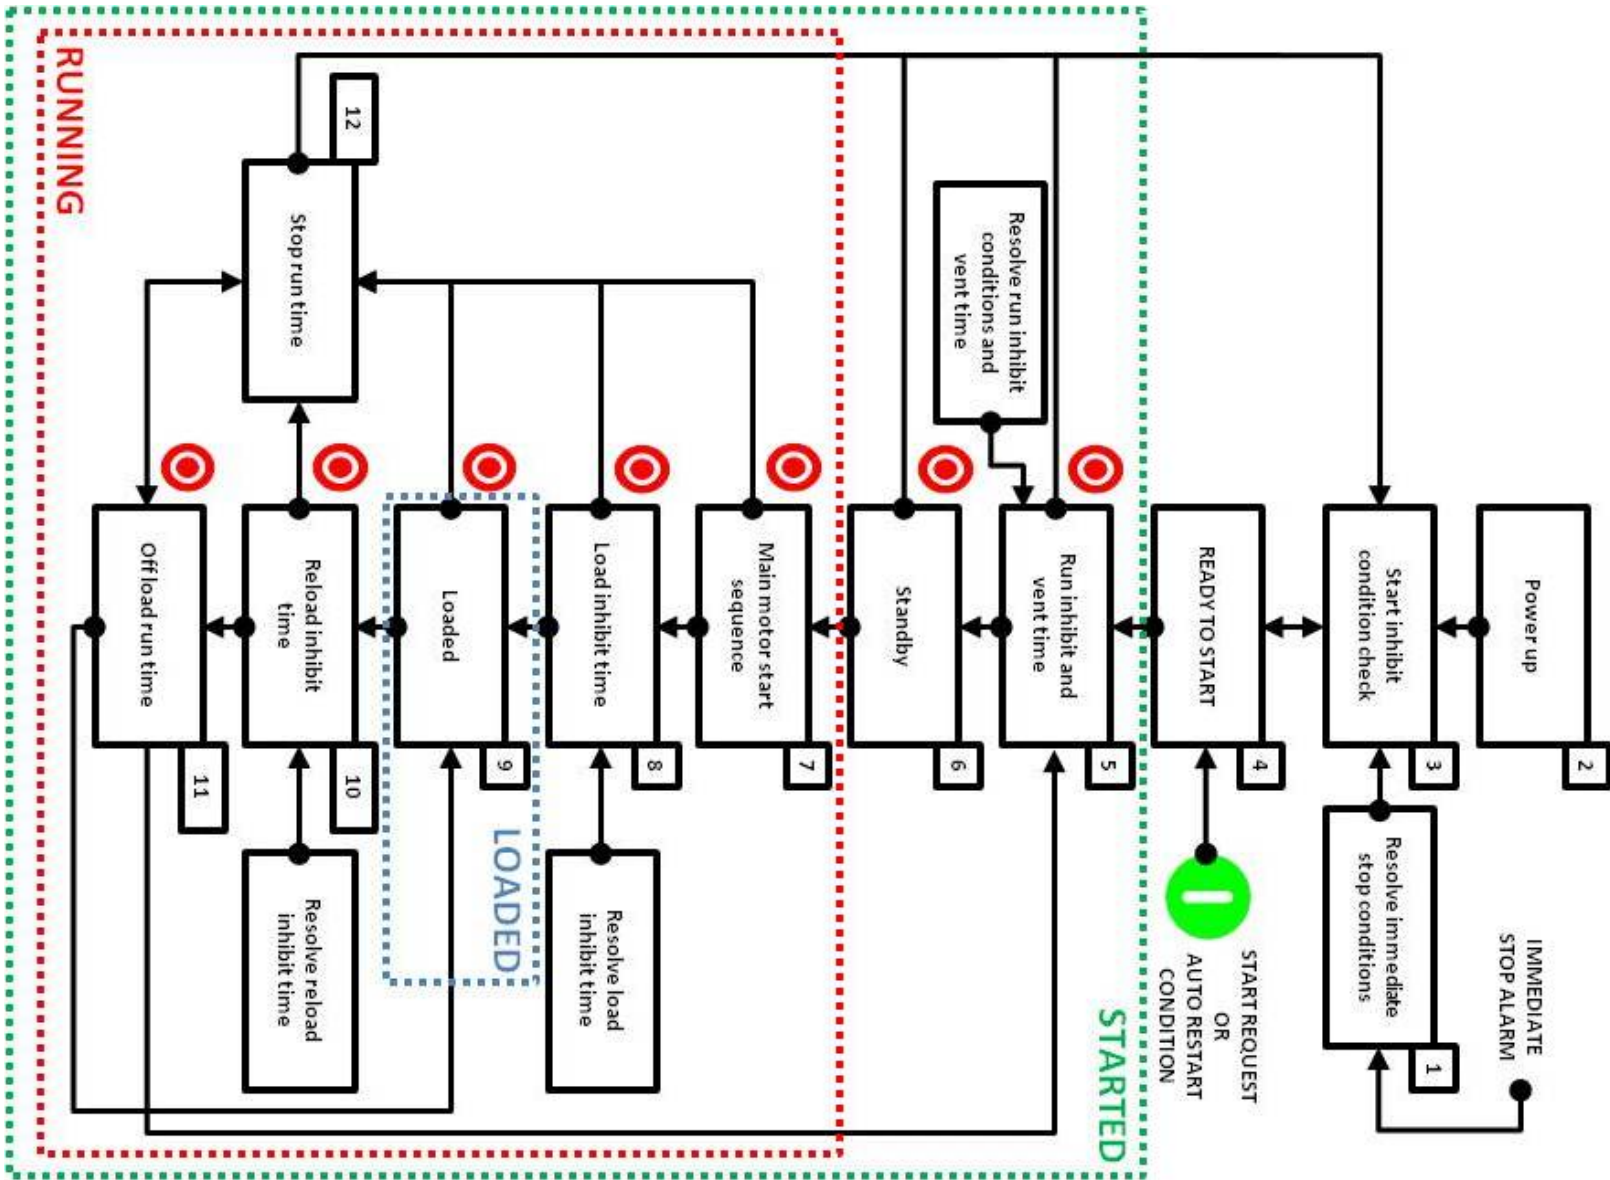 IMMEDIATE
STOP ALARM
1
Resolve immediate
stop conditions
2
Power up
3
Start inhibit
condition check
START REQUEST
OR
AUTO RESTART
CONDITION
4
READY TO START
STARTED
5
Run inhibit and
vent time
Resolve run inhibit
conditions and
vent time
6
Standby
7
Main motor start
sequence
Resolve load
inhibit time
8
Load inhibit time
LOADED
9
Loaded
Resolve reload
inhibit time
10
Reload inhibit
time
12
Stop run time
11
Off load run time
RUNNING